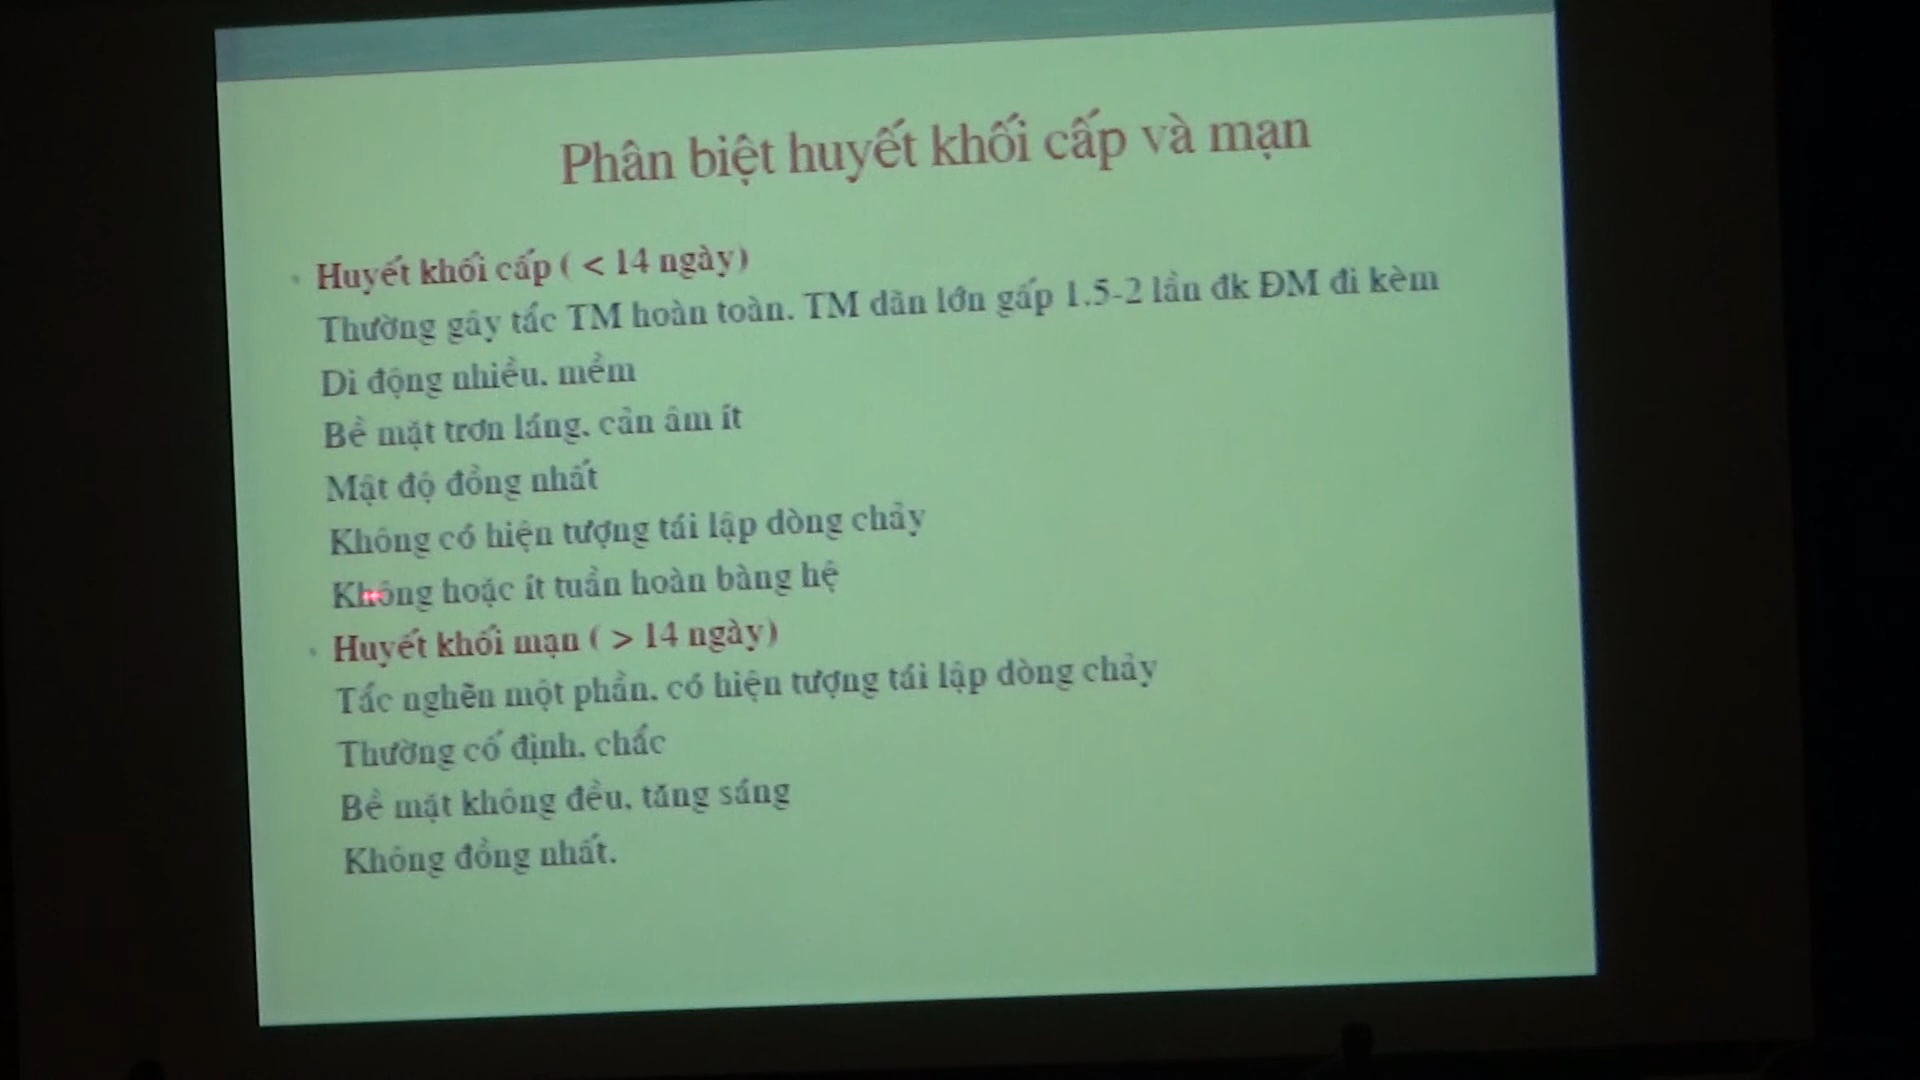 Phân biệt huyết khối cấp và mạn
• Huyết khối cấp ( < 14 ngày)
Thường gây tắc TM hoàn toàn. TM dãn lớn gấp 1.5-2 lần đk ĐM đi kèm
Di động nhiều. mềm
Bề mặt trơn láng. cản âm ít
Mật độ đồng nhất
Không có hiện tượng tái lập dòng chảy
Không hoặc ít tuần hoàn bàng hệ
• Huyết khối mạn ( > 14 ngày)
Tắc nghẽn một phần. có hiện tượng tái lập dòng chảy
Thường cố định. chắc
Bề mặt không đều. tăng sáng
Không đồng nhất.